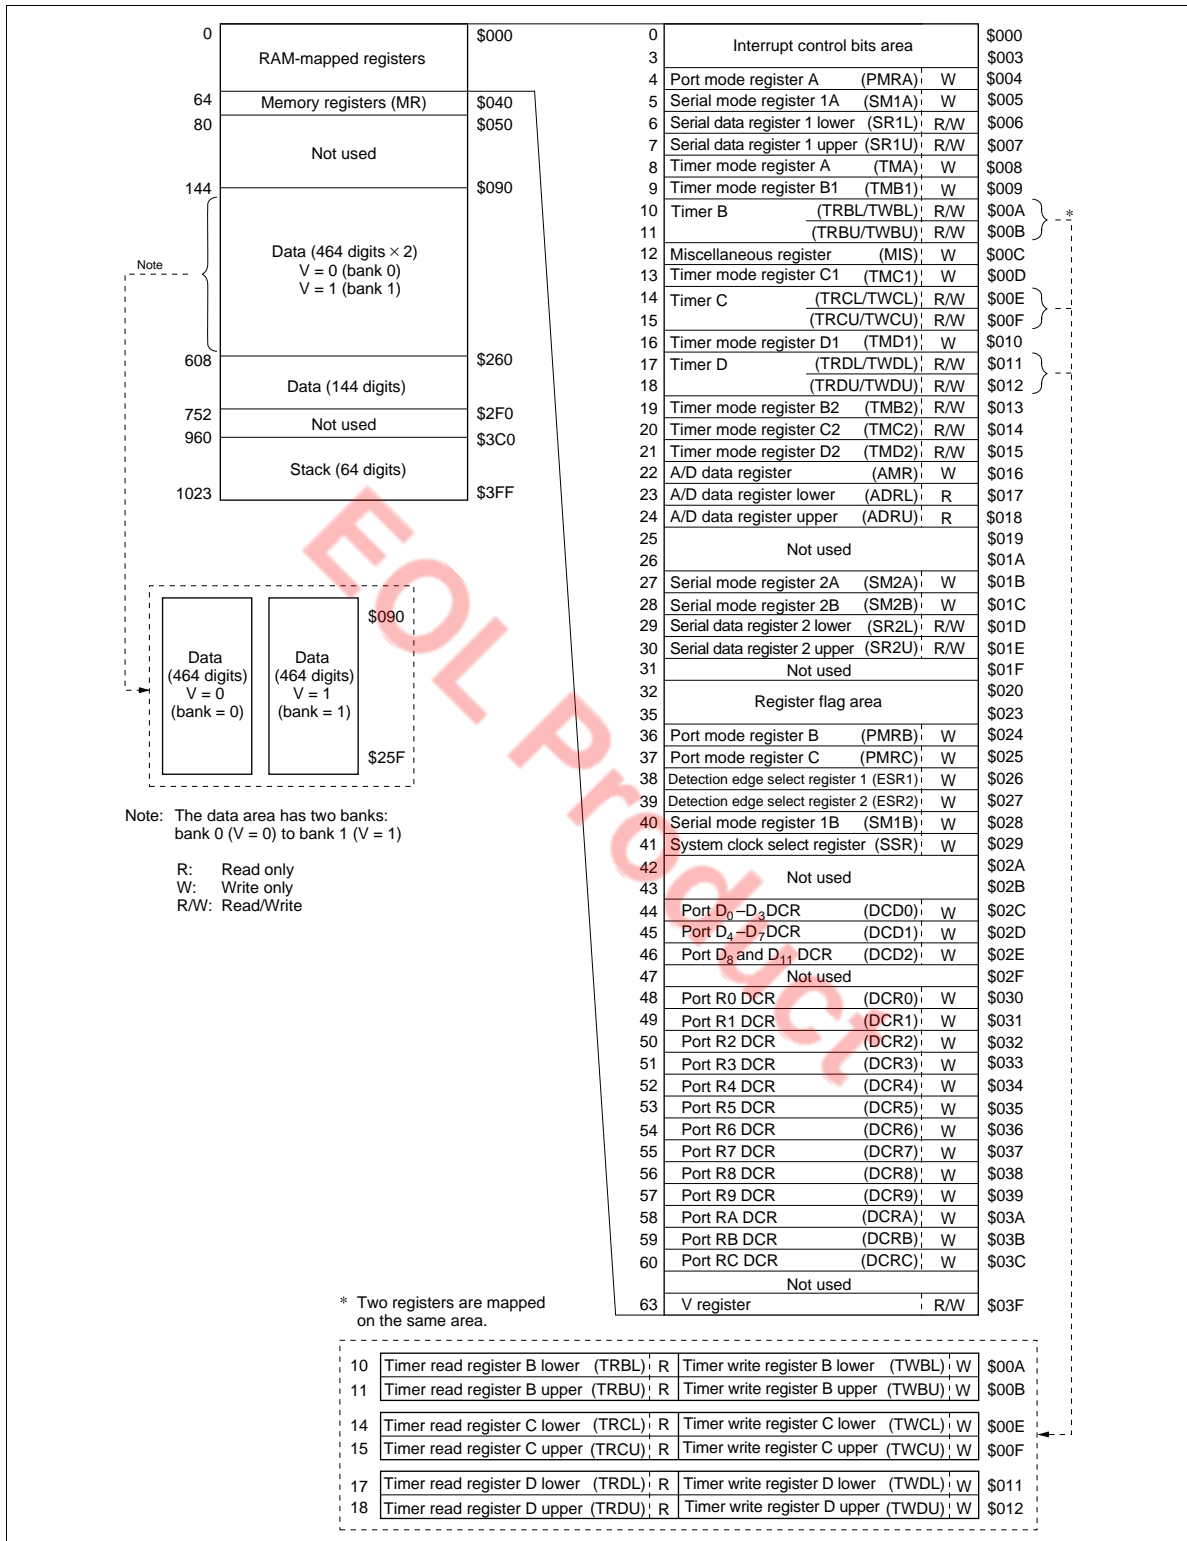 0 $000
RAM-mapped registers
64 Memory registers (MR) $040
80 $050
Not used
144 $090
Data (464 digits × 2)
V = 0 (bank 0)
V = 1 (bank 1)
Note
608 $260
Data (144 digits)
752 $2F0
Not used
960 $3C0
Stack (64 digits)
1023 $3FF
Data
(464 digits)
V = 0
(bank = 0)
Data
(464 digits)
V = 1
(bank = 1)
$090
$25F
Note: The data area has two banks:
bank 0 (V = 0) to bank 1 (V = 1)
R: Read only
W: Write only
R/W: Read/Write
0 $000
Interrupt control bits area
3 $003
4 Port mode register A (PMRA) W $004
5 Serial mode register 1A (SM1A) W $005
6 Serial data register 1 lower (SR1L) R/W $006
7 Serial data register 1 upper (SR1U) R/W $007
8 Timer mode register A (TMA) W $008
9 Timer mode register B1 (TMB1) W $009
10 Timer B (TRBL/TWBL) R/W $00A
*
11 (TRBU/TWBU) R/W $00B
12 Miscellaneous register (MIS) W $00C
13 Timer mode register C1 (TMC1) W $00D
14 Timer C (TRCL/TWCL) R/W $00E
15 (TRCU/TWCU) R/W $00F
16 Timer mode register D1 (TMD1) W $010
17 Timer D (TRDL/TWDL) R/W $011
18 (TRDU/TWDU) R/W $012
19 Timer mode register B2 (TMB2) R/W $013
20 Timer mode register C2 (TMC2) R/W $014
21 Timer mode register D2 (TMD2) R/W $015
22 A/D data register (AMR) W $016
23 A/D data register lower (ADRL) R $017
24 A/D data register upper (ADRU) R $018
25 $019
Not used
26 $01A
27 Serial mode register 2A (SM2A) W $01B
28 Serial mode register 2B (SM2B) W $01C
29 Serial data register 2 lower (SR2L) R/W $01D
30 Serial data register 2 upper (SR2U) R/W $01E
31 Not used $01F
32 $020
Register flag area
35 $023
36 Port mode register B (PMRB) W $024
37 Port mode register C (PMRC) W $025
38 Detection edge select register 1 (ESR1) W $026
39 Detection edge select register 2 (ESR2) W $027
40 Serial mode register 1B (SM1B) W $028
41 System clock select register (SSR) W $029
42 $02A
Not used
43 $02B
44 Port D0–D3DCR (DCD0) W $02C
45 Port D4–D7DCR (DCD1) W $02D
46 Port D8 and D11 DCR (DCD2) W $02E
47 Not used $02F
48 Port R0 DCR (DCR0) W $030
49 Port R1 DCR (DCR1) W $031
50 Port R2 DCR (DCR2) W $032
51 Port R3 DCR (DCR3) W $033
52 Port R4 DCR (DCR4) W $034
53 Port R5 DCR (DCR5) W $035
54 Port R6 DCR (DCR6) W $036
55 Port R7 DCR (DCR7) W $037
56 Port R8 DCR (DCR8) W $038
57 Port R9 DCR (DCR9) W $039
58 Port RA DCR (DCRA) W $03A
59 Port RB DCR (DCRB) W $03B
60 Port RC DCR (DCRC) W $03C
Not used
63 V register R/W $03F
* Two registers are mapped
on the same area.
10 Timer read register B lower (TRBL) R Timer write register B lower (TWBL) W $00A
11 Timer read register B upper (TRBU) R Timer write register B upper (TWBU) W $00B
14 Timer read register C lower (TRCL) R Timer write register C lower (TWCL) W $00E
15 Timer read register C upper (TRCU) R Timer write register C upper (TWCU) W $00F
17 Timer read register D lower (TRDL) R Timer write register D lower (TWDL) W $011
18 Timer read register D upper (TRDU) R Timer write register D upper (TWDU) W $012
EOL Product